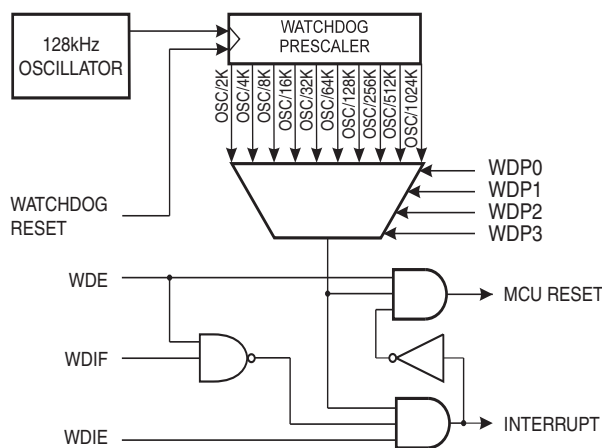 128kHz
OSCILLATOR
WATCHDOG
PRESCALER
OSC/2K
OSC/4K
OSC/8K
OSC/16K
OSC/32K
OSC/64K
OSC/128K
OSC/256K
OSC/512K
OSC/1024K
WATCHDOG
RESET
WDP0
WDP1
WDP2
WDP3
WDE
MCU RESET
WDIF
WDIE
INTERRUPT